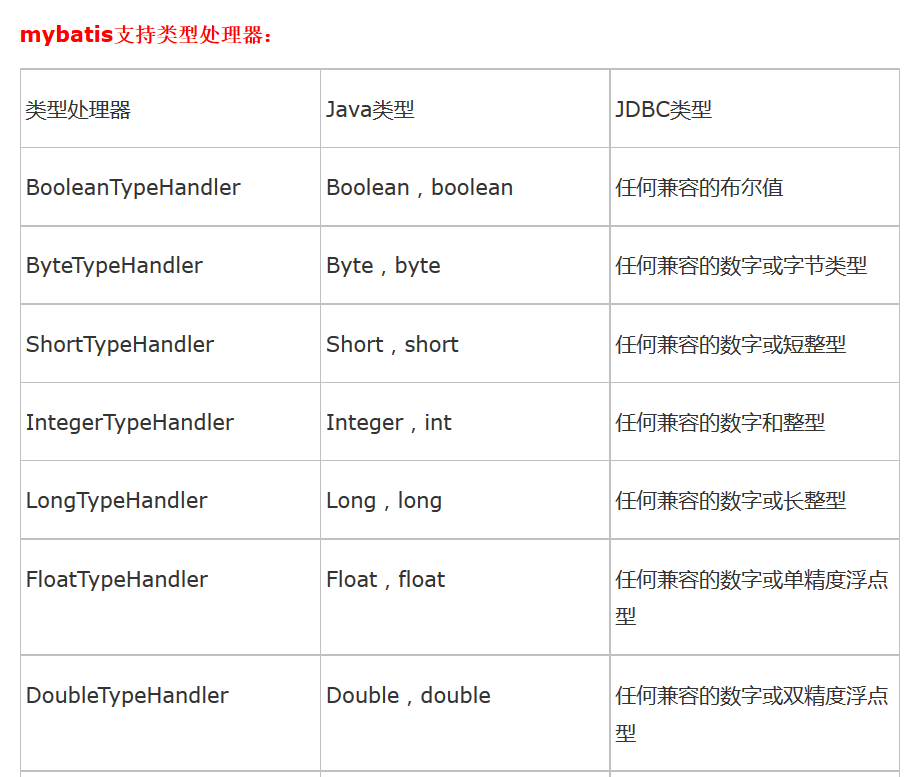 mybatis支持类型处理器：
类型处理器 Java类型 JDBC类型
BooleanTypeHandler Boolean，boolean 任何兼容的布尔值
ByteTypeHandler Byte，byte 任何兼容的数字或字节类型
ShortTypeHandler Short，short 任何兼容的数字或短整型
IntegerTypeHandler Integer，int 任何兼容的数字和整型
LongTypeHandler Long，long 任何兼容的数字或长整型
FloatTypeHandler Float，float 任何兼容的数字或单精度浮点
型
DoubleTypeHandler Double，double 任何兼容的数字或双精度浮点
型